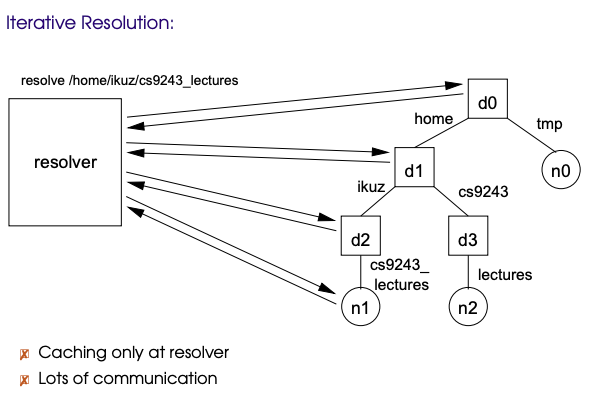 Iterative Resolution:
resolve /home/ikuz/cs9243_lectures
resolver
d0
home
tmp
d1
n0
ikuz
cs9243
d2
d3
cs9243_
lectures
lectures
n1
n2
✗ Caching only at resolver
✗ Lots of communication